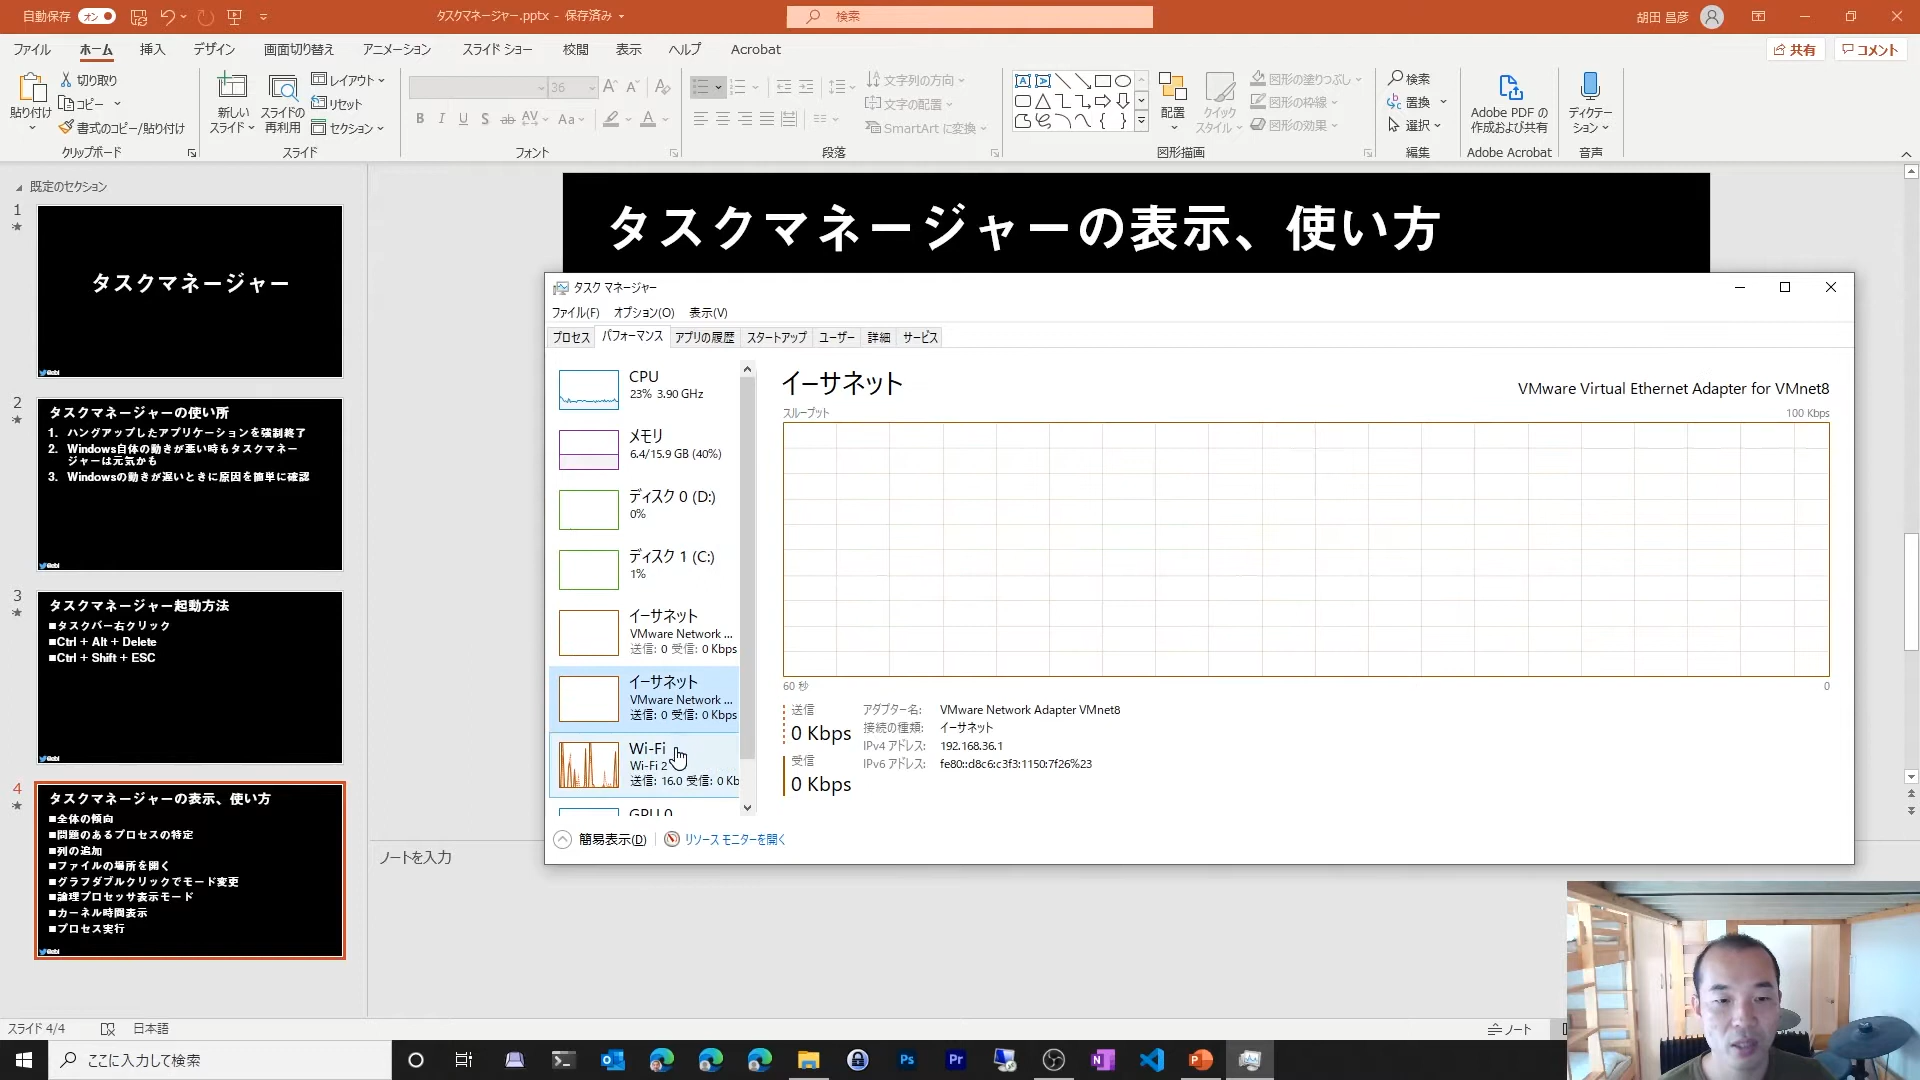 自動保存 オン
タスクマネージャー.pptx - 保存済み
検索
胡田 昌彦
ファイル ホーム 挿入 デザイン 画面切り替え アニメーション スライド ショー 校閲 表示 ヘルプ Acrobat
共有 コメント
貼り付け
切り取り
コピー
書式のコピー/貼り付け
クリップボード
新しい
スライド
スライドの
再利用
レイアウト
リセット
セクション
スライド
36
フォント
文字列の方向
文字の配置
SmartArt に変換
段落
配置
クイック
スタイル
図形の塗りつぶし
図形の枠線
図形の効果
図形描画
検索
置換
選択
編集
Adobe PDF の
作成および共有
Adobe Acrobat
ディクテー
ション
音声
既定のセクション
1
タスクマネージャー
2
タスクマネージャーの使い所
1. ハングアップしたアプリケーションを強制終了
2. Windows自体の動きが悪い時もタスクマネー
ジャーは元気かも
3. Windowsの動きが遅いときに原因を簡単に確認
3
タスクマネージャー起動方法
■タスクバー右クリック
■Ctrl + Alt + Delete
■Ctrl + Shift + ESC
4
タスクマネージャーの表示、使い方
■全体の傾向
■問題のあるプロセスの特定
■列の追加
■ファイルの場所を開く
■グラフダブルクリックでモード変更
■論理プロセッサ表示モード
■カーネル時間表示
■プロセス実行
タスクマネージャーの表示、使い方
タスク マネージャー
ファイル(F) オプション(O) 表示(V)
プロセス パフォーマンス アプリの履歴 スタートアップ ユーザー 詳細 サービス
CPU
23% 3.90 GHz
メモリ
6.4/15.9 GB (40%)
ディスク 0 (D:)
0%
ディスク 1 (C:)
1%
イーサネット
VMware Network ...
送信: 0 受信: 0 Kbps
イーサネット
VMware Network ...
送信: 0 受信: 0 Kbps
Wi-Fi
Wi-Fi 2
送信: 16.0 受信: 0 Kb
GPU 0
イーサネット
VMware Virtual Ethernet Adapter for VMnet8
スループット
100 Kbps
60 秒
0
送信
0 Kbps
受信
0 Kbps
アダプター名: VMware Network Adapter VMnet8
接続の種類: イーサネット
IPv4 アドレス: 192.168.36.1
IPv6 アドレス: fe80::d8c6:c3f3:1150:7f26%23
簡易表示(D)
リソース モニターを開く
ノートを入力
スライド 4/4 日本語
ノート
ここに入力して検索